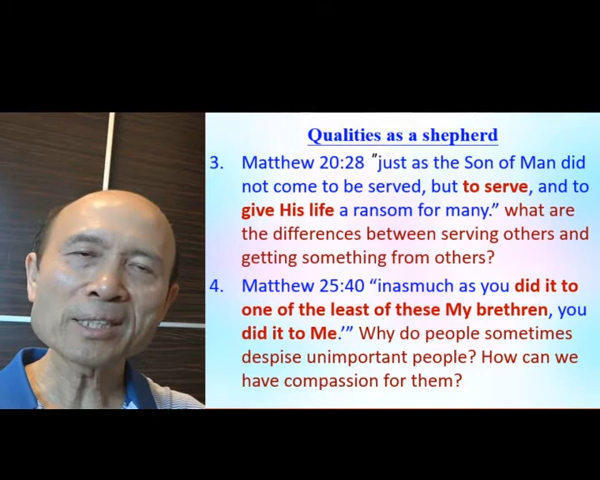 Qualities as a shepherd
3. Matthew 20:28 "just as the Son of Man did
not come to be served, but to serve, and to
give His life a ransom for many.” what are
the differences between serving others and
getting something from others?
4. Matthew 25:40 “inasmuch as you did it to
one of the least of these My brethren, you
did it to Me.’” Why do people sometimes
despise unimportant people? How can we
have compassion for them?